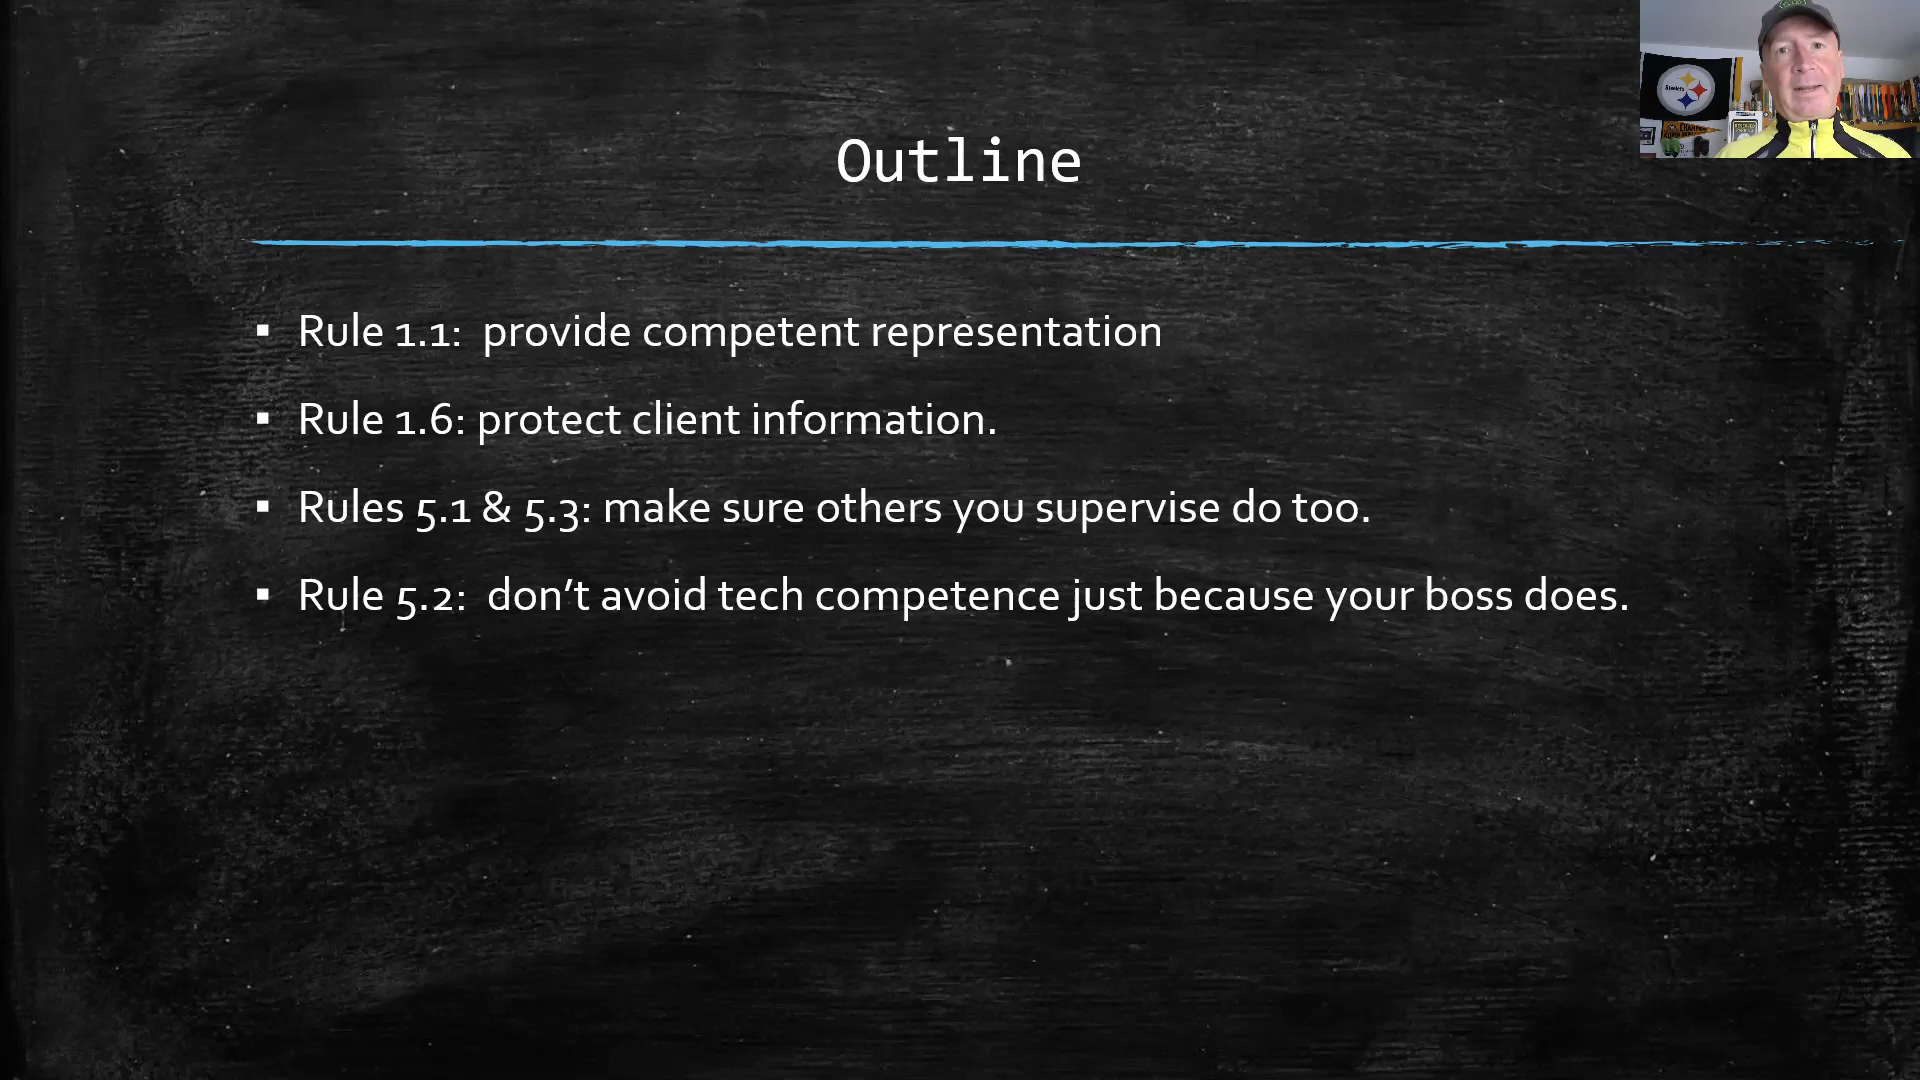 Outline
▪ Rule 1.1:  provide competent representation
▪ Rule 1.6: protect client information.
▪ Rules 5.1 & 5.3: make sure others you supervise do too.
▪ Rule 5.2:  don’t avoid tech competence just because your boss does.
Steelers